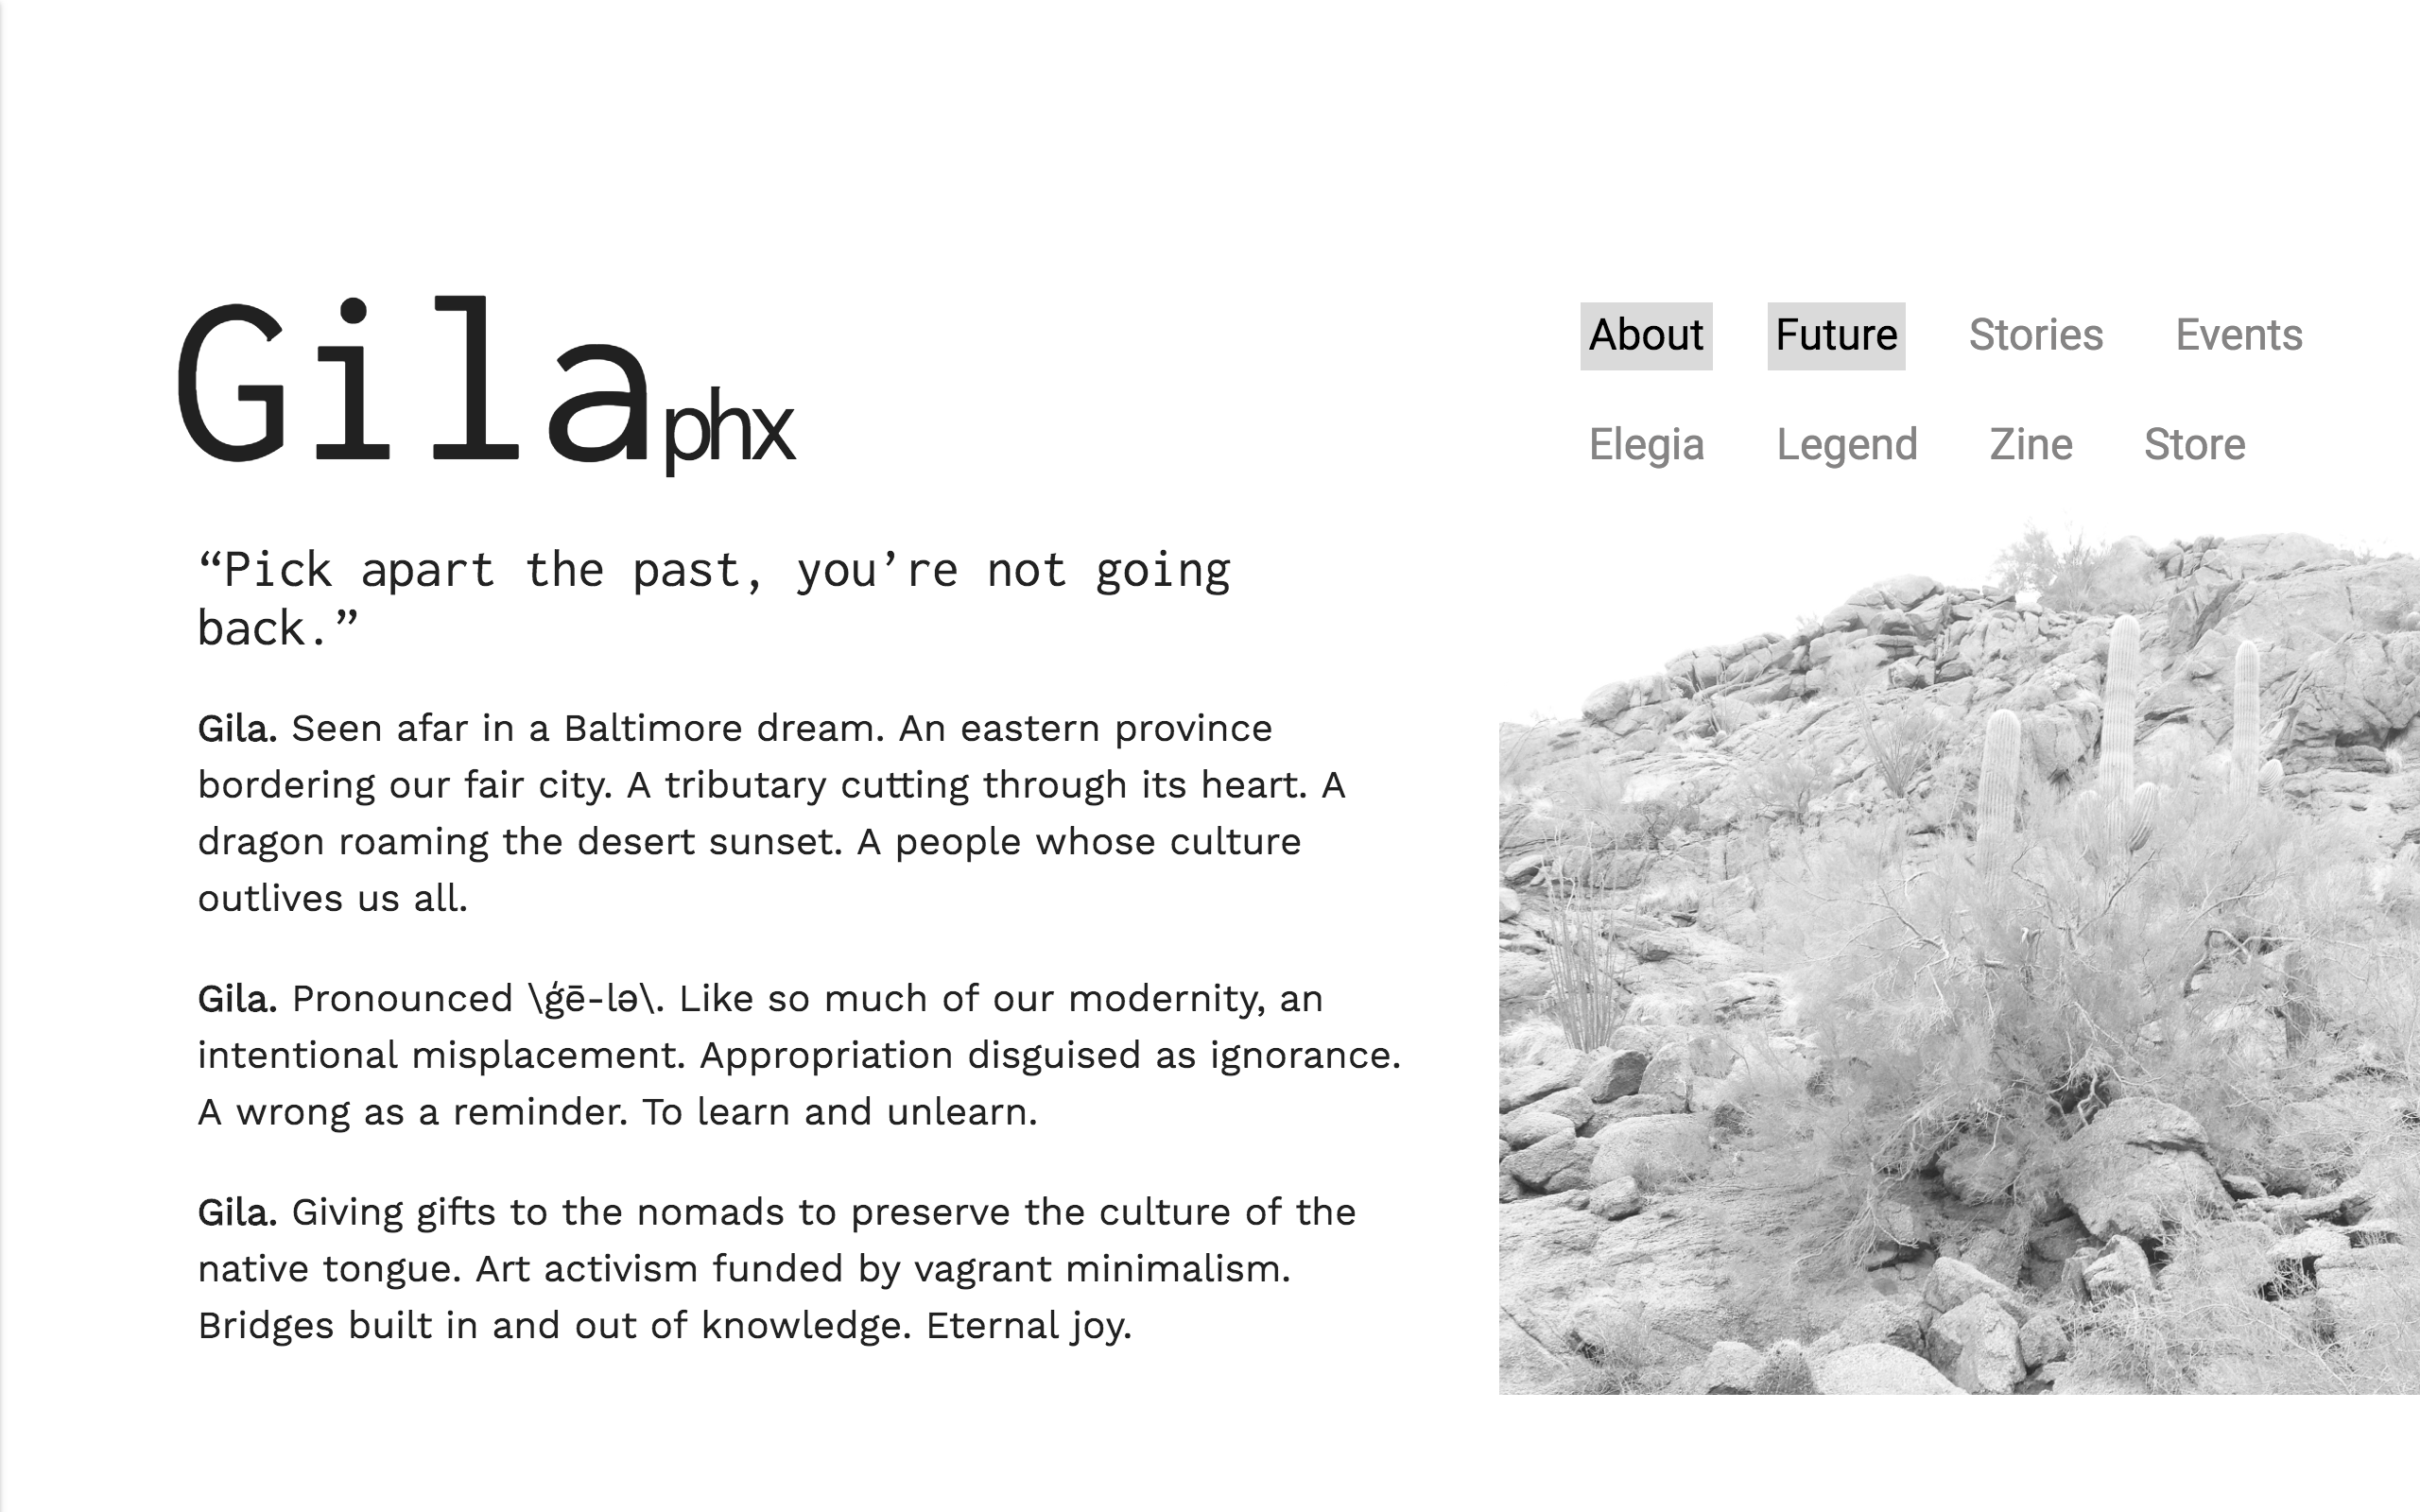 Gila phx
About Future Stories Events
Elegia Legend Zine Store
“Pick apart the past, you’re not going
back.”
Gila. Seen afar in a Baltimore dream. An eastern province
bordering our fair city. A tributary cutting through its heart. A
dragon roaming the desert sunset. A people whose culture
outlives us all.
Gila. Pronounced \ģē-lə\. Like so much of our modernity, an
intentional misplacement. Appropriation disguised as ignorance.
A wrong as a reminder. To learn and unlearn.
Gila. Giving gifts to the nomads to preserve the culture of the
native tongue. Art activism funded by vagrant minimalism.
Bridges built in and out of knowledge. Eternal joy.